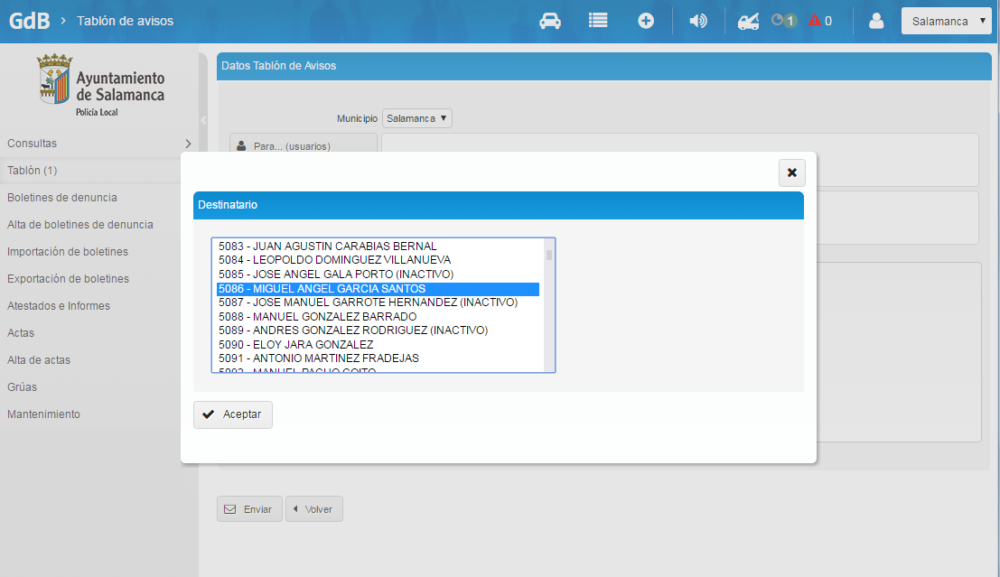 GdB › Tablón de avisos
1
0
Salamanca
Ayuntamiento
de Salamanca
Policía Local
Consultas
Tablón (1)
Boletines de denuncia
Alta de boletines de denuncia
Importación de boletines
Exportación de boletines
Atestados e Informes
Actas
Alta de actas
Grúas
Mantenimiento
Datos Tablón de Avisos
Municipio Salamanca
Para... (usuarios)
Destinatario
5083 - JUAN AGUSTIN CARABIAS BERNAL
5084 - LEOPOLDO DOMINGUEZ VILLANUEVA
5085 - JOSE ANGEL GALA PORTO (INACTIVO)
5086 - MIGUEL ANGEL GARCIA SANTOS
5087 - JOSE MANUEL GARROTE HERNANDEZ (INACTIVO)
5088 - MANUEL GONZALEZ BARRADO
5089 - ANDRES GONZALEZ RODRIGUEZ (INACTIVO)
5090 - ELOY JARA GONZALEZ
5091 - ANTONIO MARTINEZ FRADEJAS
5092 - MANUEL
Aceptar
Enviar
Volver